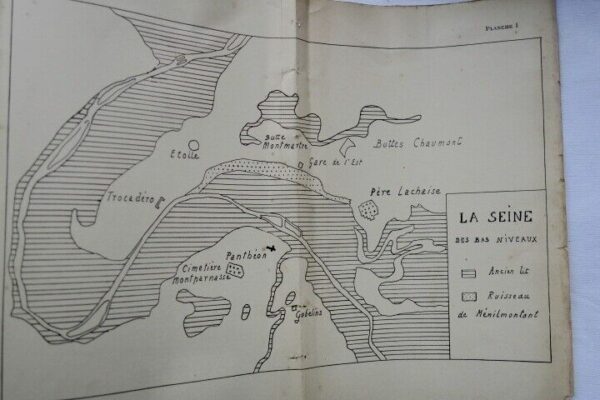 PLANCHE I
Butte
Montmartre
Buttes Chaumont
Etoile
Gare de l'Est
Trocadéro
Père Lachaise
LA SEINE
DES BAS NIVEAUX
Panthéon
Cimetière
Montparnasse
Ancien Lit
Ruisseau
de Ménilmontant
Gobelins